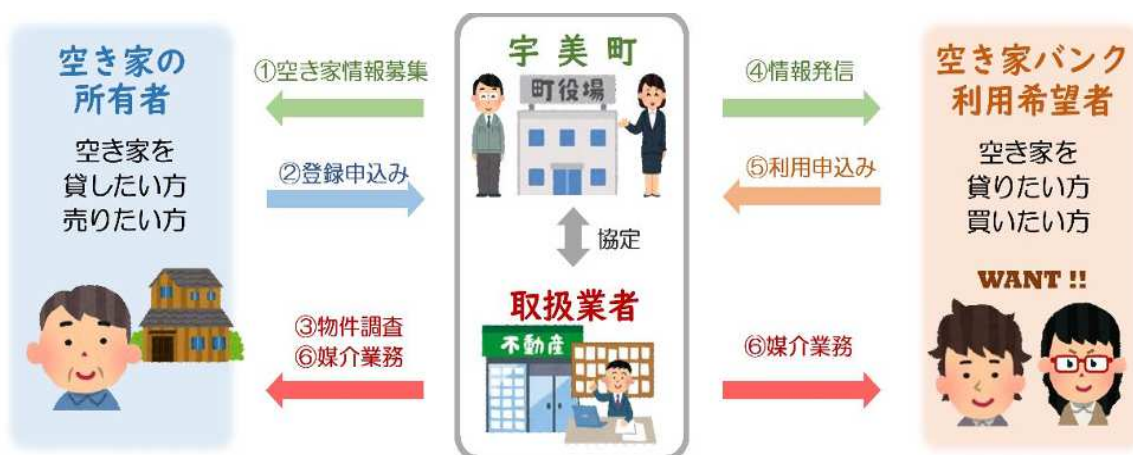 空き家の
所有者
空き家を
貸したい方
売りたい方
①空き家情報募集
②登録申込み
③物件調査
⑥媒介業務
宇美町
町役場
協定
取扱業者
不動産
④情報発信
⑤利用申込み
⑥媒介業務
空き家バンク
利用希望者
空き家を
貸りたい方
買いたい方
WANT !!